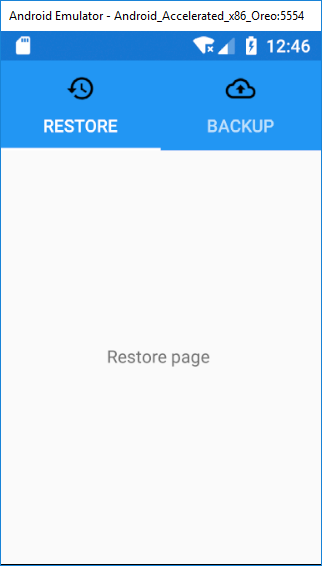 Android Emulator - Android_Accelerated_x86_Oreo:5554
12:46
RESTORE
BACKUP
Restore page